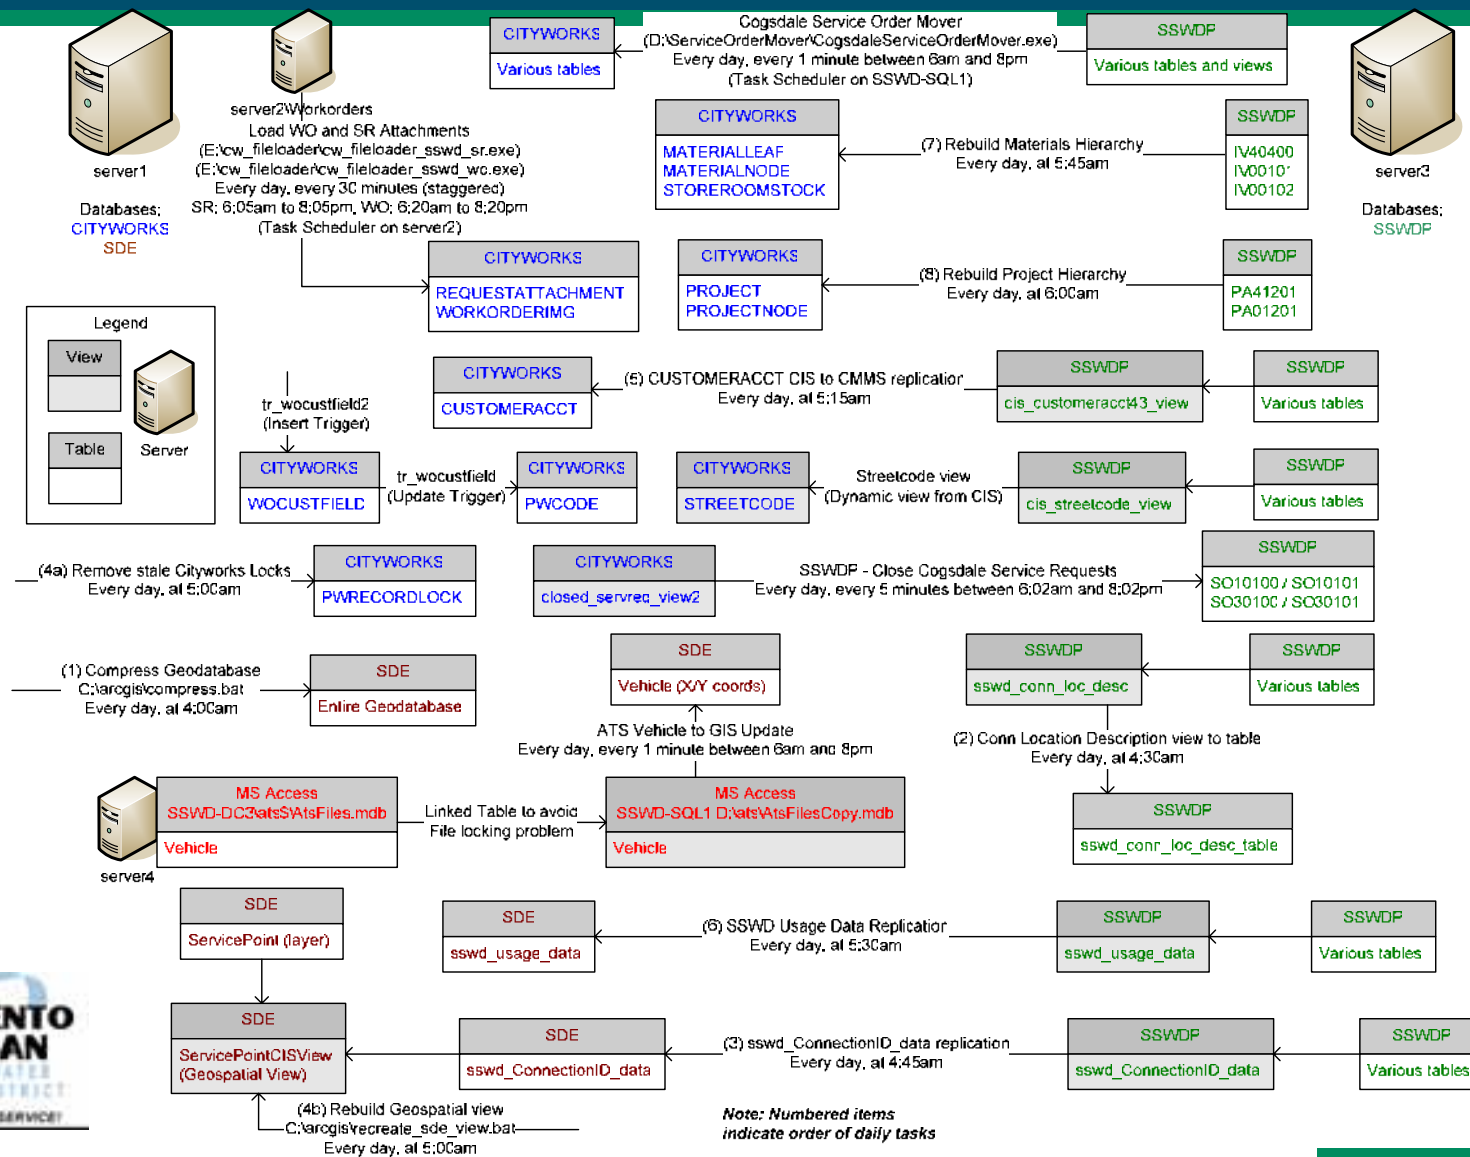 Cogsdale Service Order Mover
(D:\ServiceOrderMover\CogsdaleServiceOrderMover.exe)
Every day, every 1 minute between 6am and 8pm
(Task Scheduler on SSWD-SQL1)
CITYWORKS
Various tables
SSWDP
Various tables and views
server1
Databases:
CITYWORKS
SDE
server2\Workorders
Load WO and SR Attachments
(E:\cw_fileloader\cw_fileloader_sswd_sr.exe)
(E:\cw_fileloader\cw_fileloader_sswd_wo.exe)
Every day, every 30 minutes (staggered)
SR: 6:05am to 8:05pm, WO: 6:20am to 8:20pm
(Task Scheduler on server2)
CITYWORKS
MATERIALLEAF
MATERIALNODE
STOREROOMSTOCK
(7) Rebuild Materials Hierarchy
Every day, at 5:45am
SSWDP
IV40400
IV00101
IV00102
server3
Databases:
SSWDP
CITYWORKS
REQUESTATTACHMENT
WORKORDERIMG
CITYWORKS
PROJECT
PROJECTNODE
(8) Rebuild Project Hierarchy
Every day, at 6:00am
SSWDP
PA41201
PA01201
Legend
View
Table
Server
tr_wocustfield2
(Insert Trigger)
CITYWORKS
CUSTOMERACCT
(5) CUSTOMERACCT CIS to CMMS replication
Every day, at 5:15am
SSWDP
cis_customeracct43_view
SSWDP
Various tables
CITYWORKS
WOCUSTFIELD
tr_wocustfield
(Update Trigger)
CITYWORKS
PWCODE
CITYWORKS
STREETCODE
Streetcode view
(Dynamic view from CIS)
SSWDP
cis_streetcode_view
SSWDP
Various tables
(4a) Remove stale Cityworks Locks
Every day, at 5:00am
CITYWORKS
PWRECORDLOCK
CITYWORKS
closed_servreq_view2
SSWDP - Close Cogsdale Service Requests
Every day, every 5 minutes between 6:02am and 8:02pm
SSWDP
SO10100 / SO10101
SO30100 / SO30101
(1) Compress Geodatabase
C:\arcgis\compress.bat
Every day, at 4:00am
SDE
Entire Geodatabase
SDE
Vehicle (X/Y coords)
ATS Vehicle to GIS Update
Every day, every 1 minute between 6am and 8pm
SSWDP
sswd_conn_loc_desc
SSWDP
Various tables
(2) Conn Location Description view to table
Every day, at 4:30am
server4
MS Access
SSWD-DC3\ats$\AtsFiles.mdb
Vehicle
Linked Table to avoid
File locking problem
MS Access
SSWD-SQL1 D:\ats\AtsFilesCopy.mdb
Vehicle
SSWDP
sswd_conn_loc_desc_table
SDE
ServicePoint (layer)
SDE
sswd_usage_data
(6) SSWD Usage Data Replication
Every day, at 5:30am
SSWDP
sswd_usage_data
SSWDP
Various tables
SDE
ServicePointCISView
(Geospatial View)
SDE
sswd_ConnectionID_data
(3) sswd_ConnectionID_data replication
Every day, at 4:45am
SSWDP
sswd_ConnectionID_data
SSWDP
Various tables
(4b) Rebuild Geospatial view
C:\arcgis\recreate_sde_view.bat
Every day, at 5:00am
Note: Numbered items
indicate order of daily tasks
ENTO
AN
ATER
STRICT
SERVICE!